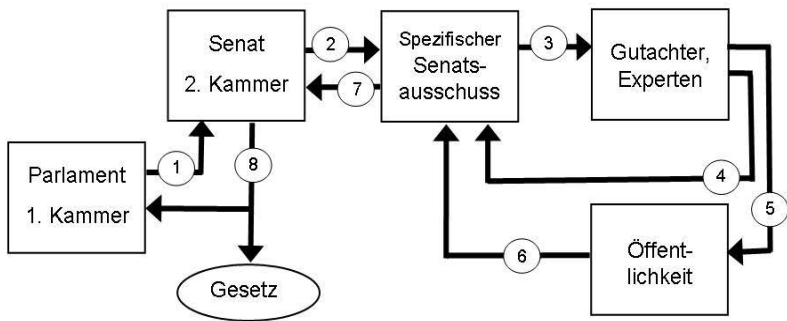 Senat
2. Kammer
2
7
Spezifischer
Senats-
ausschuss
3
Gutachter,
Experten
1
8
Parlament
1. Kammer
4
5
6
Öffent-
lichkeit
Gesetz